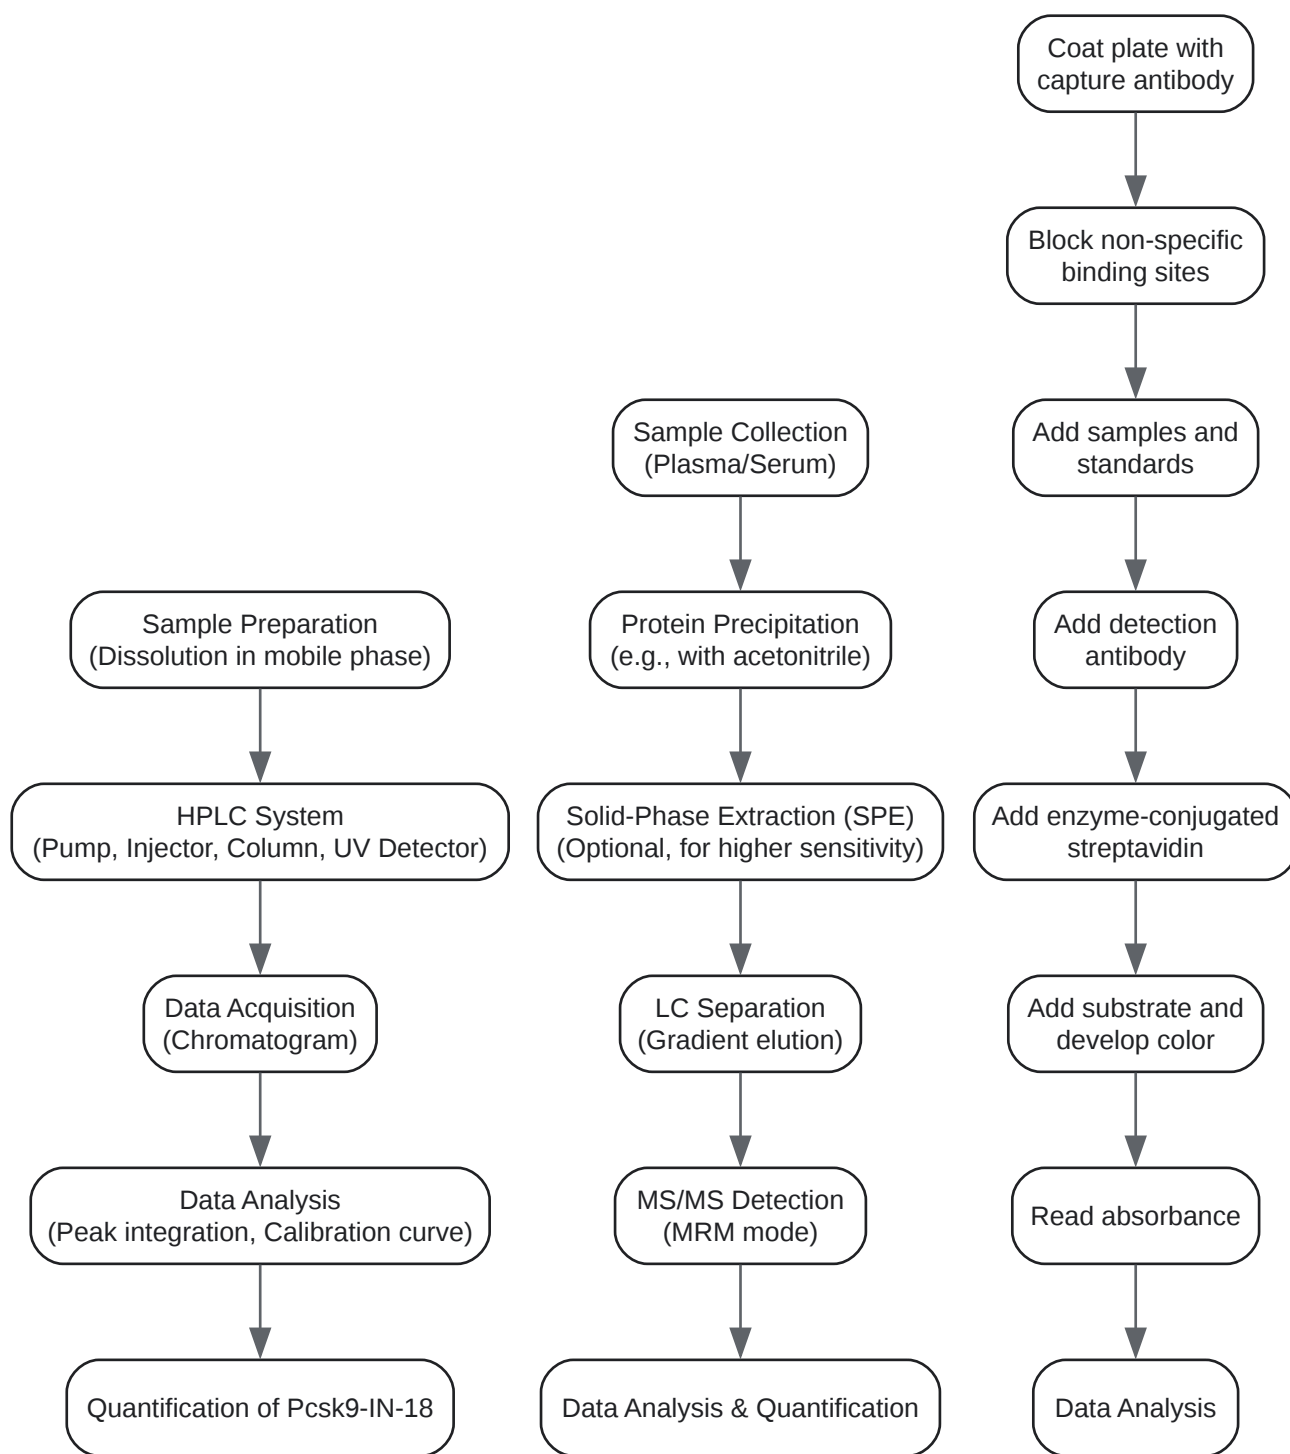 Sample Preparation
(Dissolution in mobile phase)
HPLC System
(Pump, Injector, Column, UV Detector)
Data Acquisition
(Chromatogram)
Data Analysis
(Peak integration, Calibration curve)
Quantification of Pcsk9-IN-18
Sample Collection
(Plasma/Serum)
Protein Precipitation
(e.g., with acetonitrile)
Solid-Phase Extraction (SPE)
(Optional, for higher sensitivity)
LC Separation
(Gradient elution)
MS/MS Detection
(MRM mode)
Data Analysis & Quantification
Coat plate with
capture antibody
Block non-specific
binding sites
Add samples and
standards
Add detection
antibody
Add enzyme-conjugated
streptavidin
Add substrate and
develop color
Read absorbance
Data Analysis